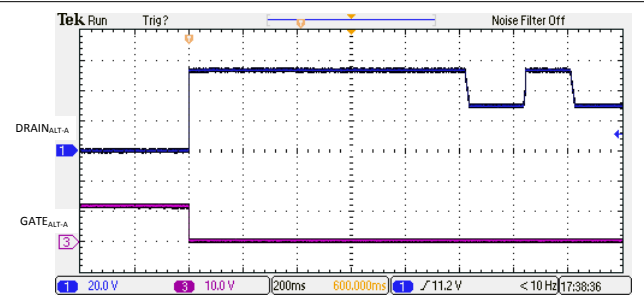 Tek Run Trig? Noise Filter Off
DRAINALT-A
1
GATEALT-A
3
1 20.0 V 3 10.0 V 200ms 600.000ms 1 ∫ 11.2 V < 10 Hz 17:38:36